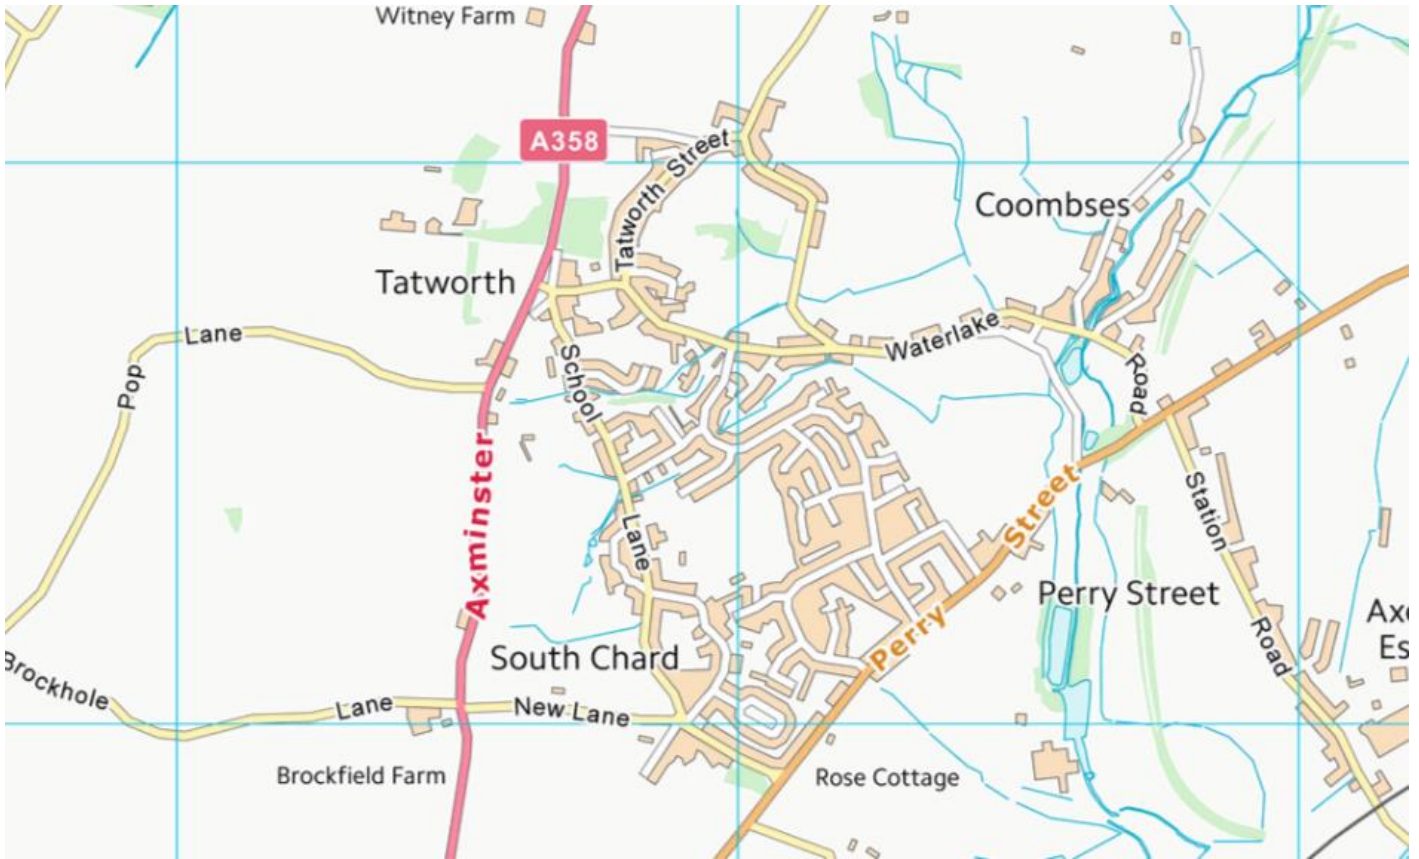 Witney Farm
A358
Tatworth Street
Coombses
Tatworth
Lane
Pop
School
Waterlake
Road
Axminster
Lane
Perry Street
Station
Road
Perry Street
South Chard
Axe
Es
Brockhole
Lane
New Lane
Brockfield Farm
Rose Cottage